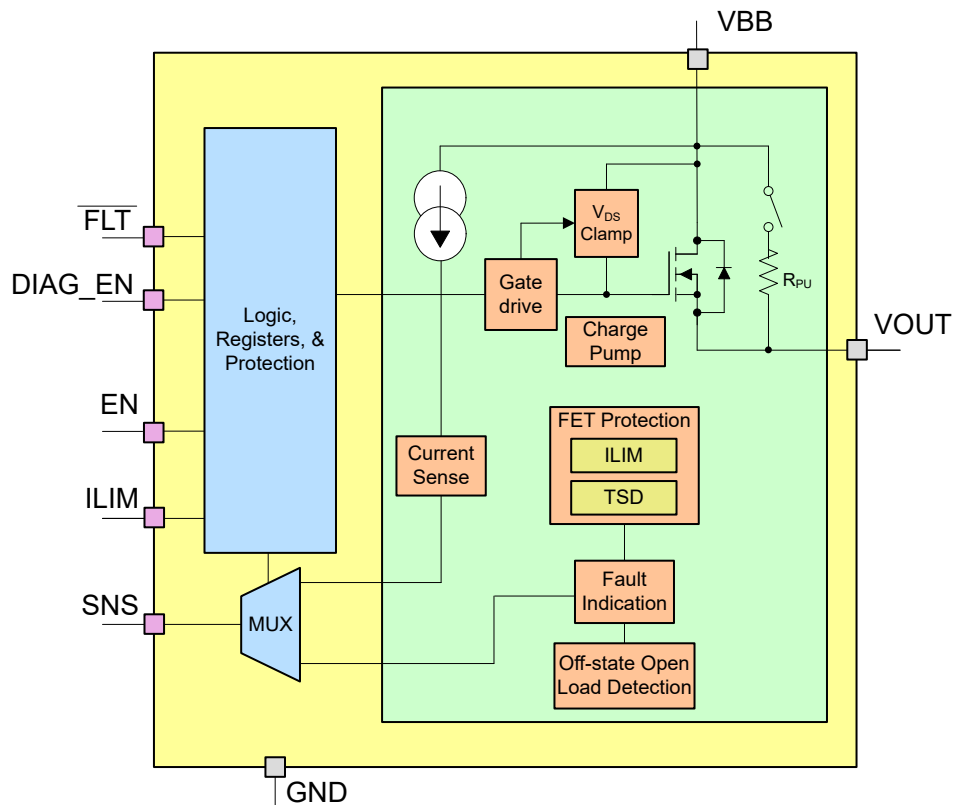 VBB
FLT
DIAG_EN
EN
ILIM
SNS
Logic,
Registers, &
Protection
MUX
VDS
Clamp
Gate
drive
Charge
Pump
RPU
VOUT
Current
Sense
FET Protection
ILIM
TSD
Fault
Indication
Off-state Open
Load Detection
GND